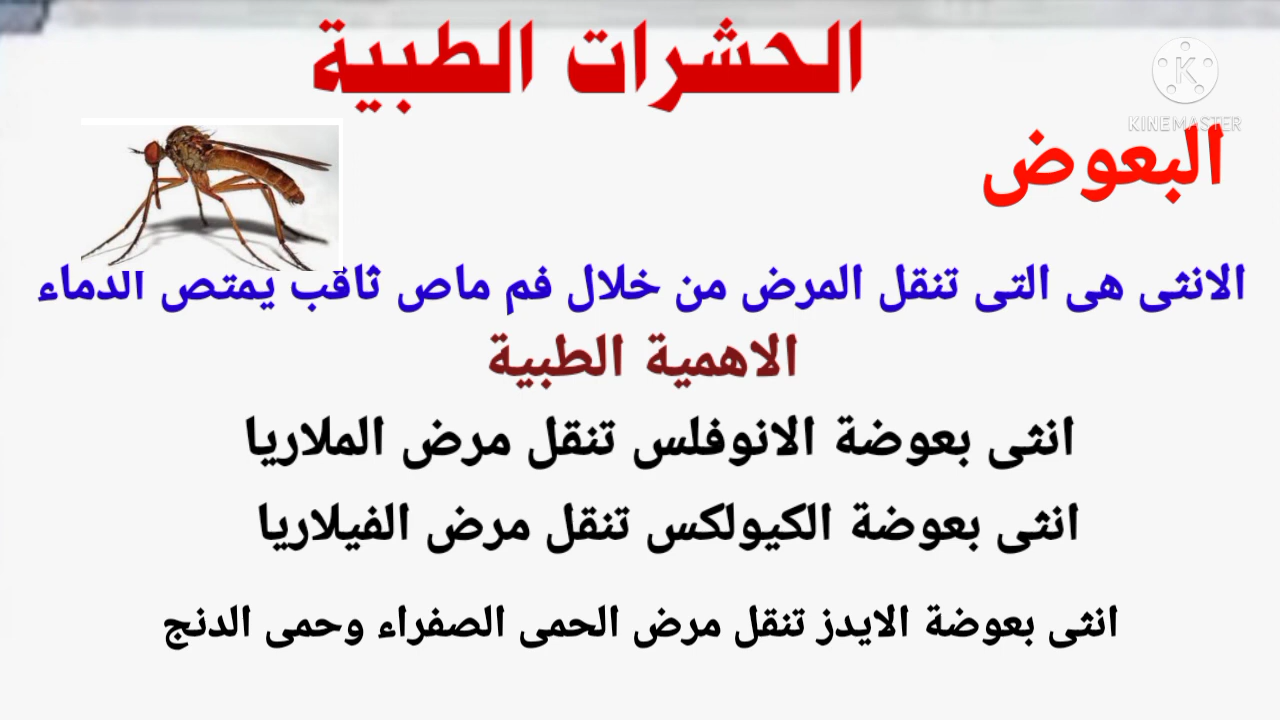 الحشرات الطبية
KINEMASTER
البعوض
الانثى هى التى تنقل المرض من خلال فم ماص ثاقب يمتص الدماء
الاهمية الطبية
انثى بعوضة الانوفلس تنقل مرض الملاريا
انثى بعوضة الكيولكس تنقل مرض الفيلاريا
انثى بعوضة الايدز تنقل مرض الحمى الصفراء وحمى الدنج